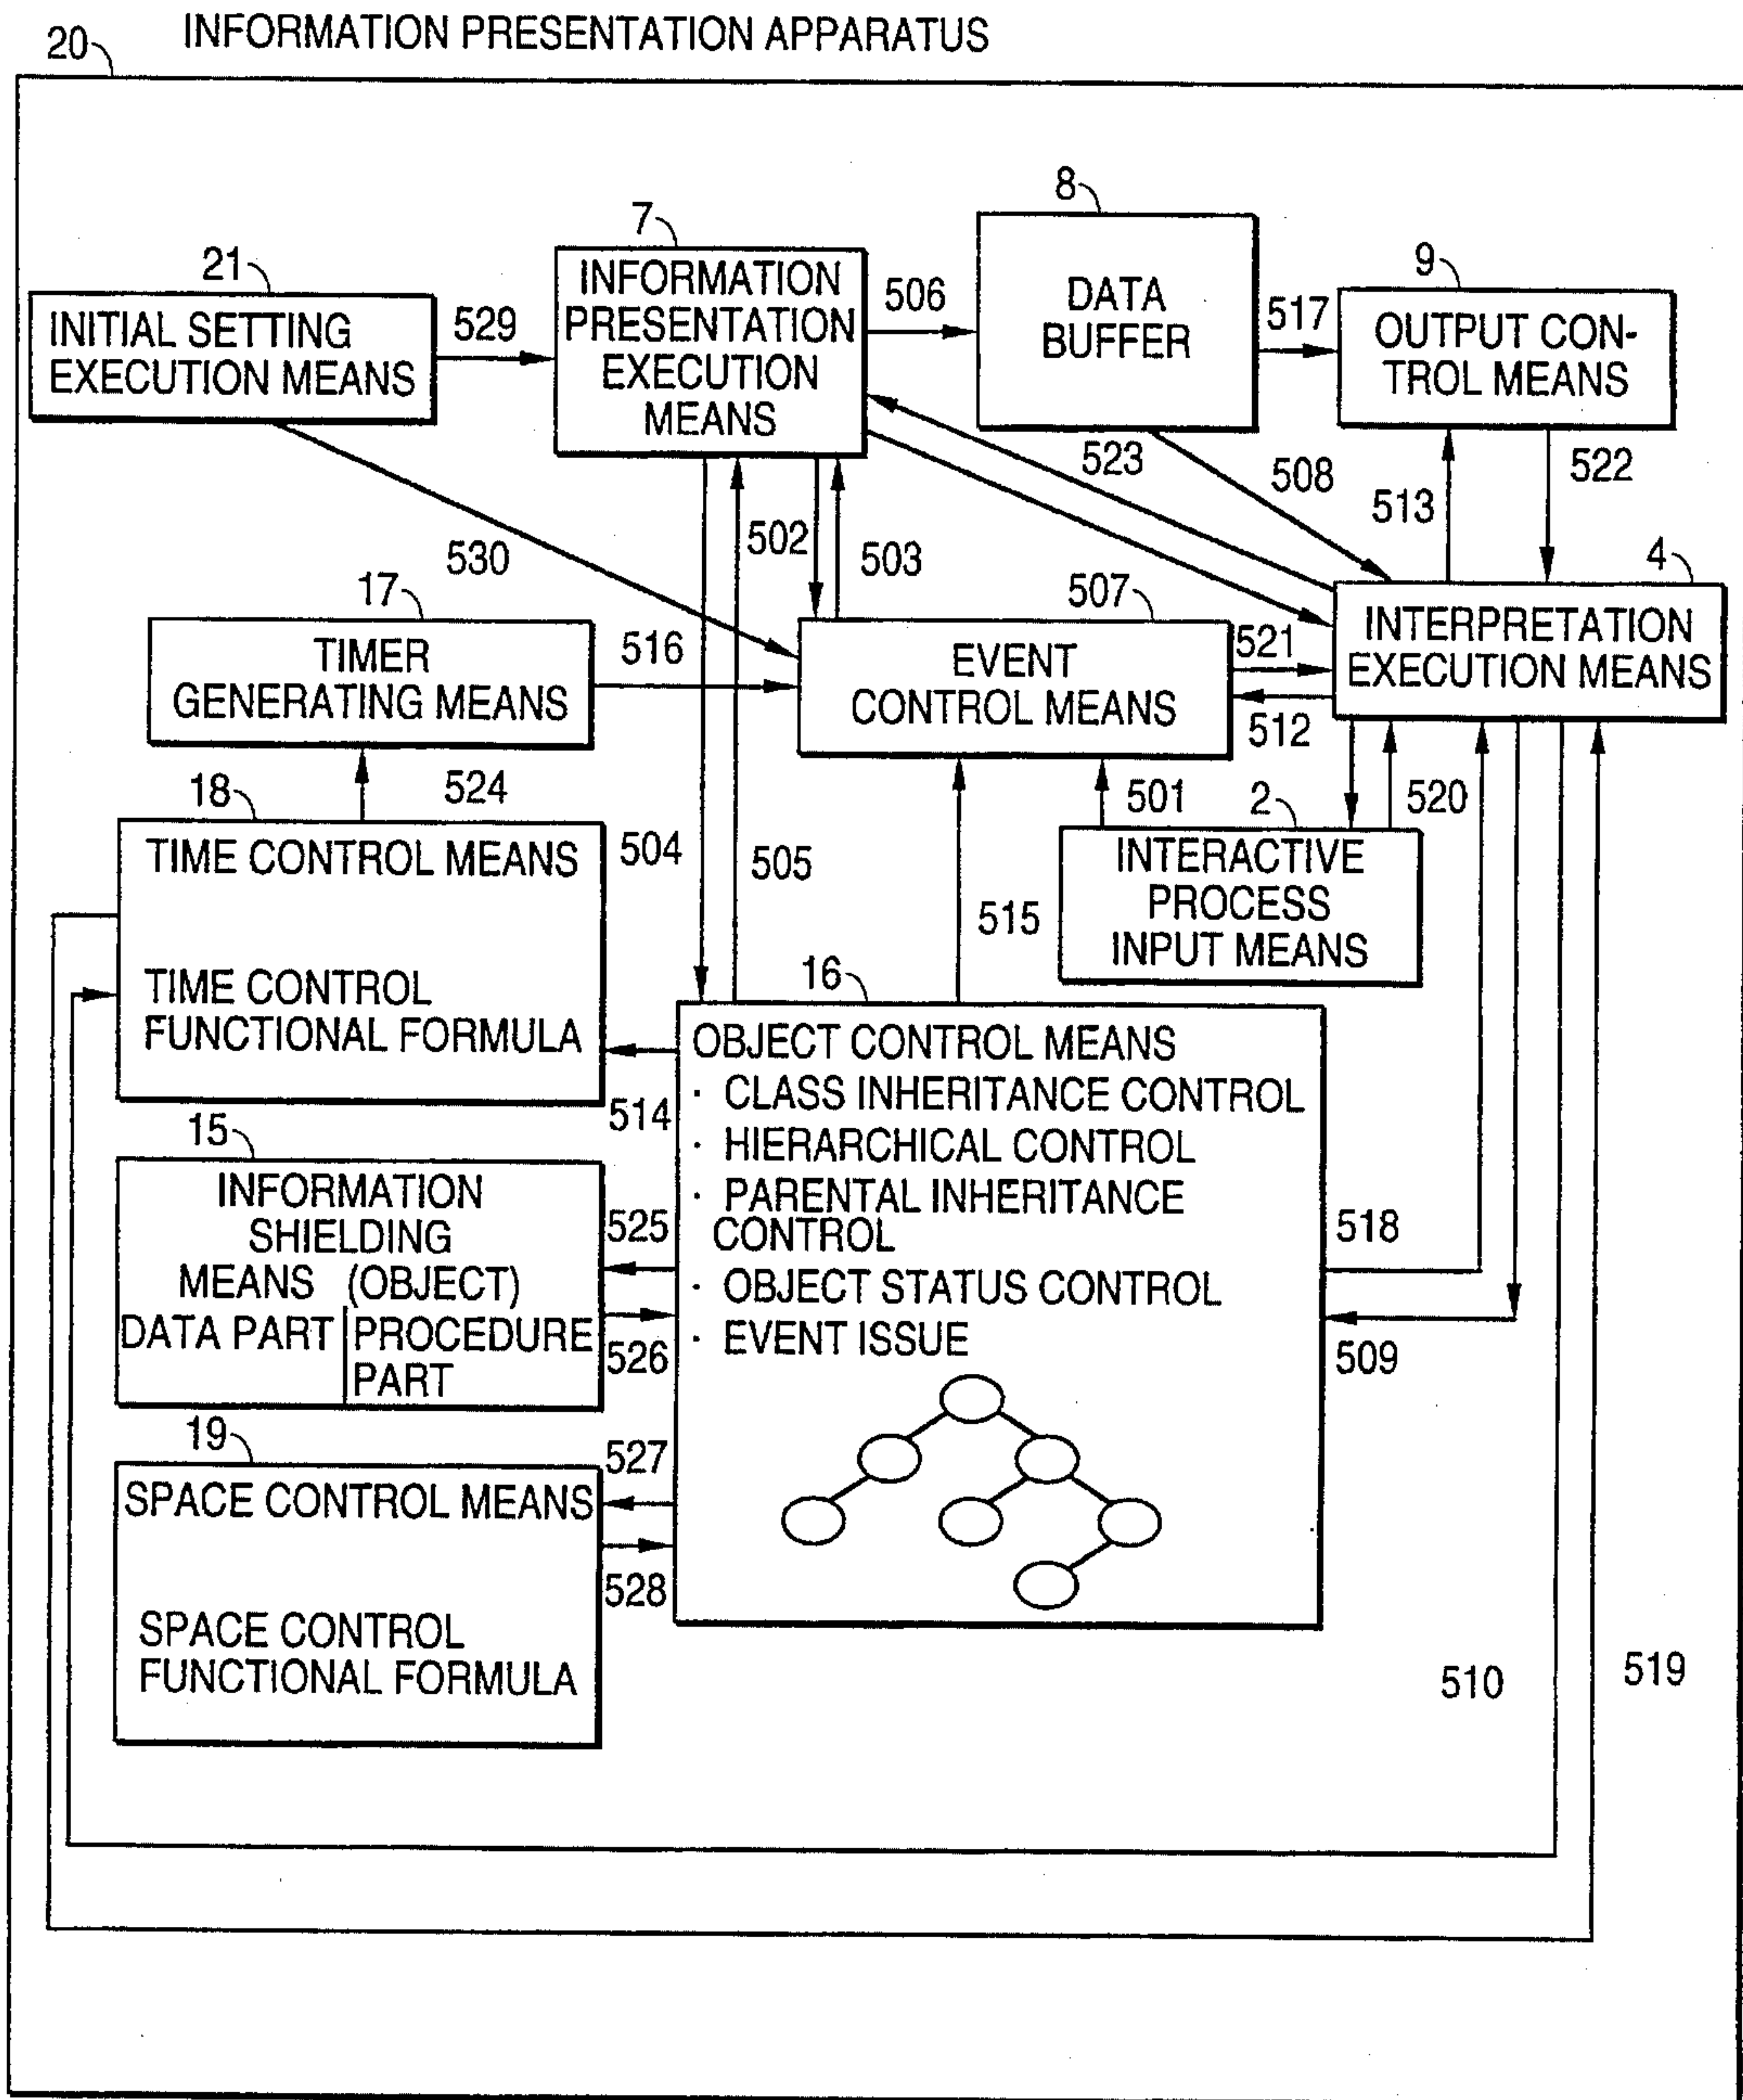 20
INFORMATION PRESENTATION APPARATUS
8
7
21
9
INFORMATION
PRESENTATION
EXECUTION
MEANS
506
DATA
BUFFER
517
OUTPUT CON-
TROL MEANS
INITIAL SETTING
EXECUTION MEANS
529
523
508
513
522
502
503
530
4
17
507
TIMER
GENERATING MEANS
516
EVENT
CONTROL MEANS
521
512
INTERPRETATION
EXECUTION MEANS
18
524
501
2
520
TIME CONTROL MEANS
504
505
515
INTERACTIVE
PROCESS
INPUT MEANS
16
TIME CONTROL
FUNCTIONAL FORMULA
514
OBJECT CONTROL MEANS
· CLASS INHERITANCE CONTROL
· HIERARCHICAL CONTROL
· PARENTAL INHERITANCE
CONTROL
· OBJECT STATUS CONTROL
· EVENT ISSUE
15
INFORMATION
SHIELDING
MEANS (OBJECT)
DATA PART PROCEDURE
PART
525
526
518
509
19
527
SPACE CONTROL MEANS
528
SPACE CONTROL
FUNCTIONAL FORMULA
510
519